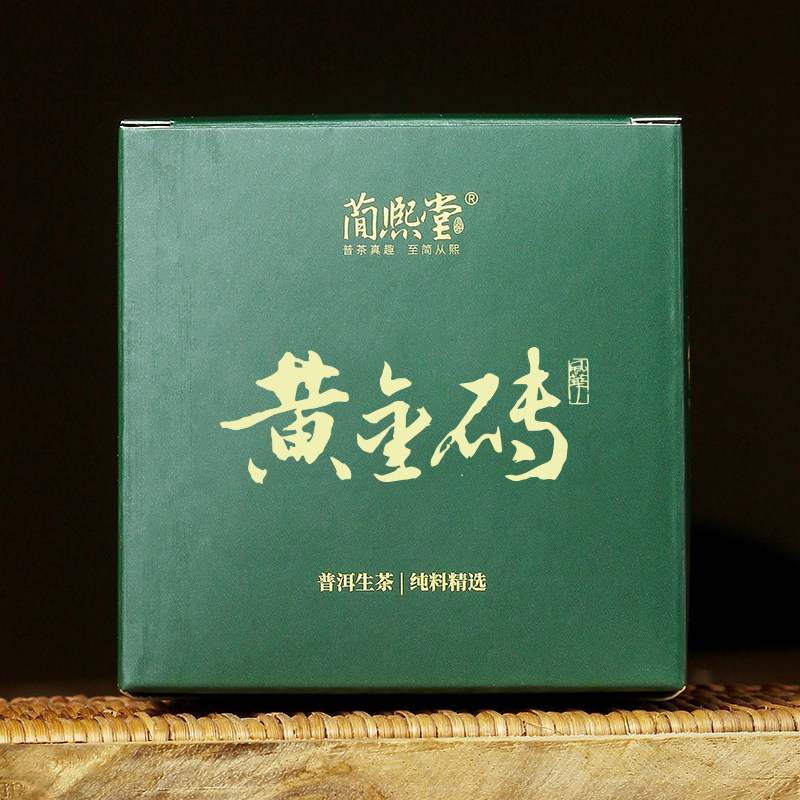 简熙堂®
普茶真趣 至简从熙
黄金砖
普洱生茶 | 纯料精选